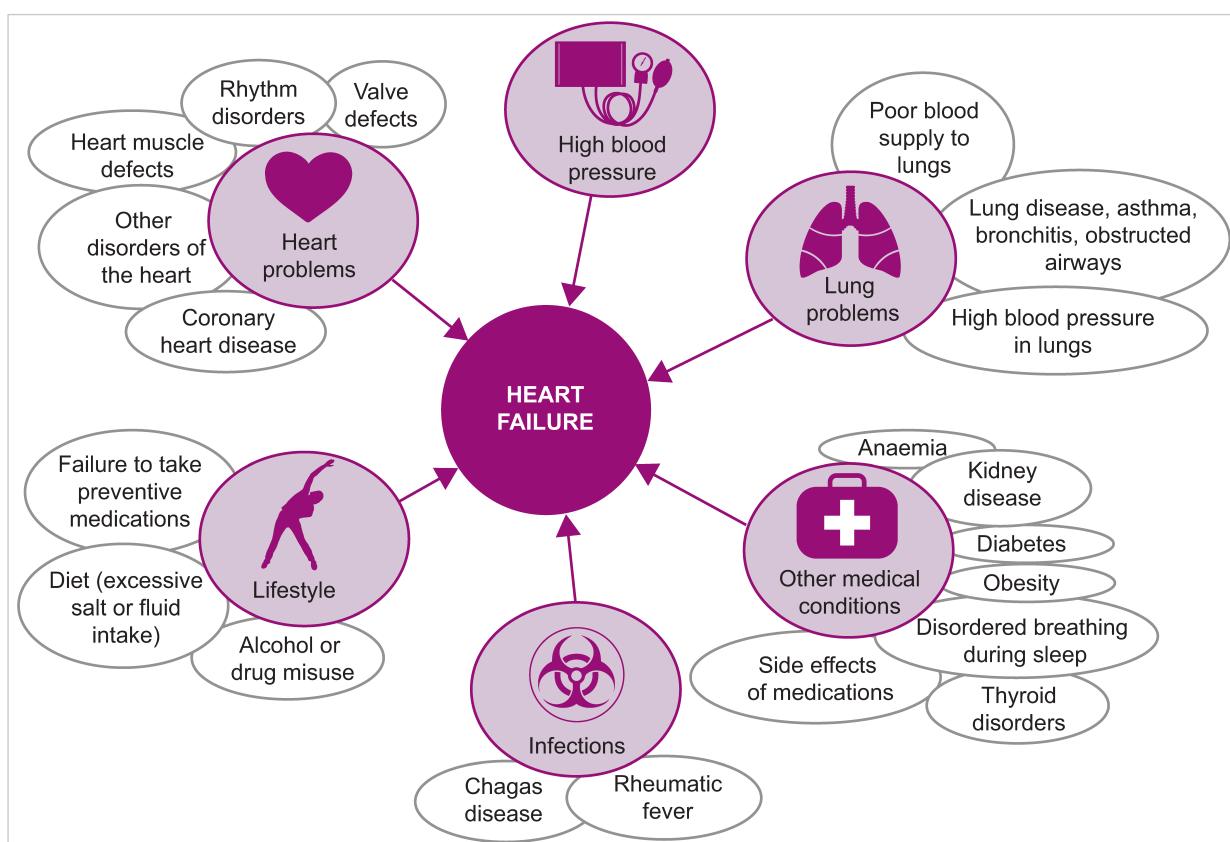 Rhythm
disorders
Valve
defects
Heart muscle
defects
Other
disorders of
the heart
Coronary
heart disease
Heart
problems
High blood
pressure
Poor blood
supply to
lungs
Lung disease, asthma,
bronchitis, obstructed
airways
High blood pressure
in lungs
Lung
problems
HEART
FAILURE
Failure to take
preventive
medications
Diet (excessive
salt or fluid
intake)
Alcohol or
drug misuse
Lifestyle
Infections
Chagas
disease
Rheumatic
fever
Anaemia
Kidney
disease
Diabetes
Obesity
Disordered breathing
during sleep
Thyroid
disorders
Side effects
of medications
Other medical
conditions